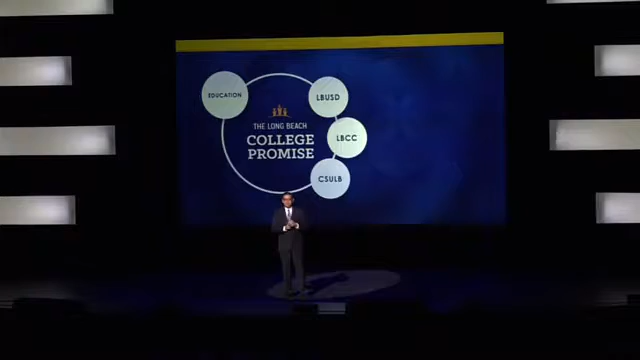 EDUCATION
LBUSD
THE LONG BEACH
COLLEGE
PROMISE
LBCC
CSULB